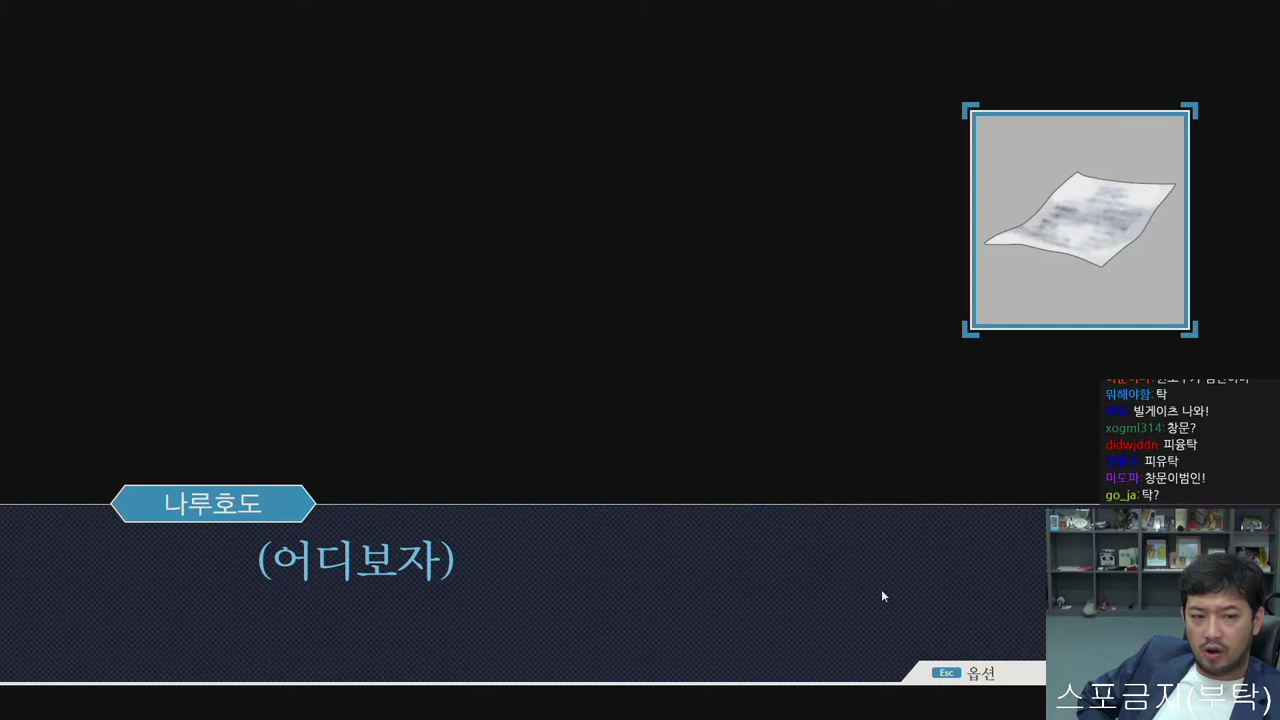 뭐해야함: 탁
빌게이츠 나와!
xogml314: 창문?
didwjddn: 피융탁
피유탁
미도파: 창문이범인!
go_ja: 탁?
나루호도
(어디보자)
Esc 옵션
스포금지(부탁)